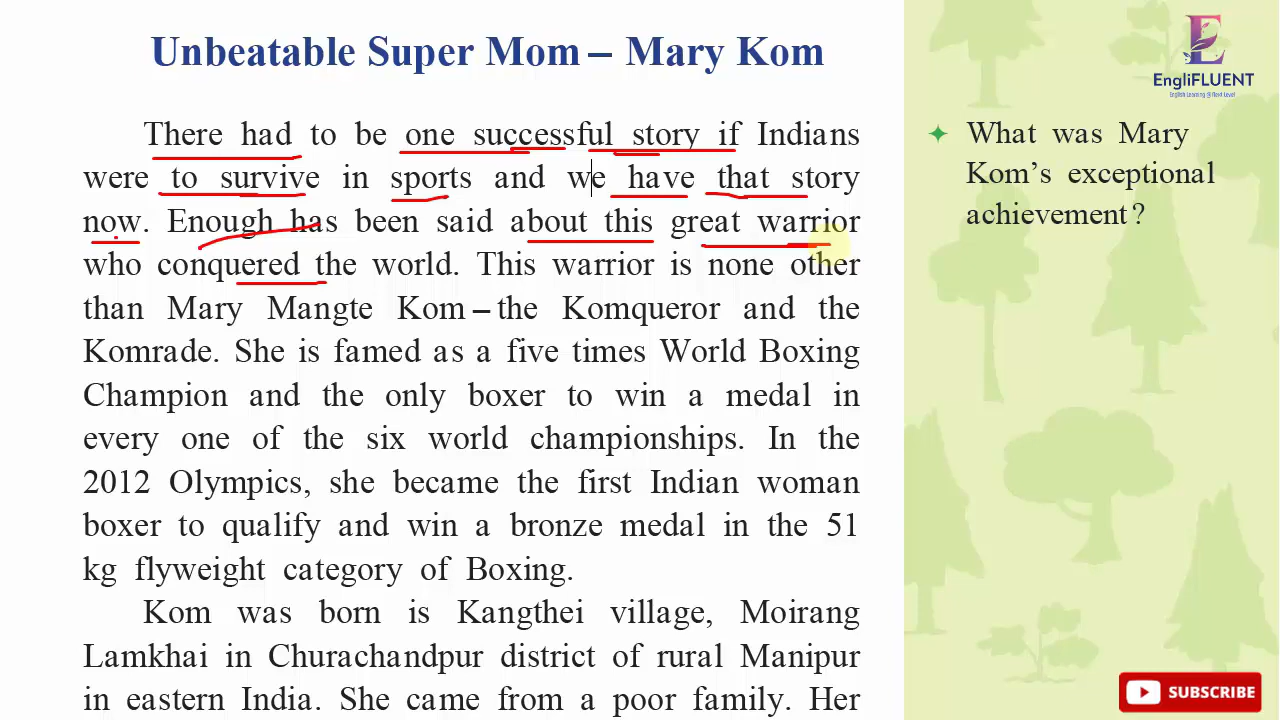 Unbeatable Super Mom – Mary Kom
There had to be one successful story if Indians
were to survive in sports and we have that story
now. Enough has been said about this great warrior
who conquered the world. This warrior is none other
than Mary Mangte Kom – the Komqueror and the
Komrade. She is famed as a five times World Boxing
Champion and the only boxer to win a medal in
every one of the six world championships. In the
2012 Olympics, she became the first Indian woman
boxer to qualify and win a bronze medal in the 51
kg flyweight category of Boxing.
Kom was born is Kangthei village, Moirang
Lamkhai in Churachandpur district of rural Manipur
in eastern India. She came from a poor family. Her
E
EngliFLUENT
English Learning @ Next Level
✦ What was Mary
Kom's exceptional
achievement?
SUBSCRIBE